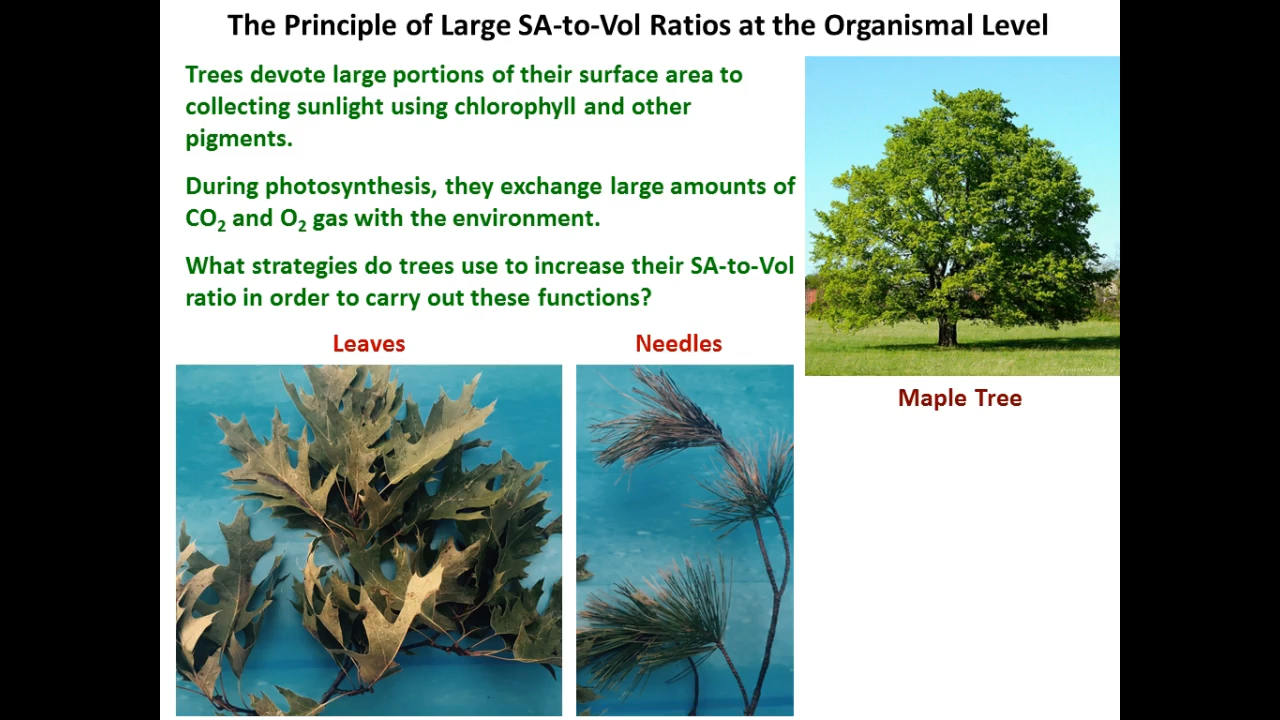 The Principle of Large SA-to-Vol Ratios at the Organismal Level
Trees devote large portions of their surface area to
collecting sunlight using chlorophyll and other
pigments.
During photosynthesis, they exchange large amounts of
CO₂ and O₂ gas with the environment.
What strategies do trees use to increase their SA-to-Vol
ratio in order to carry out these functions?
Leaves
Needles
Maple Tree